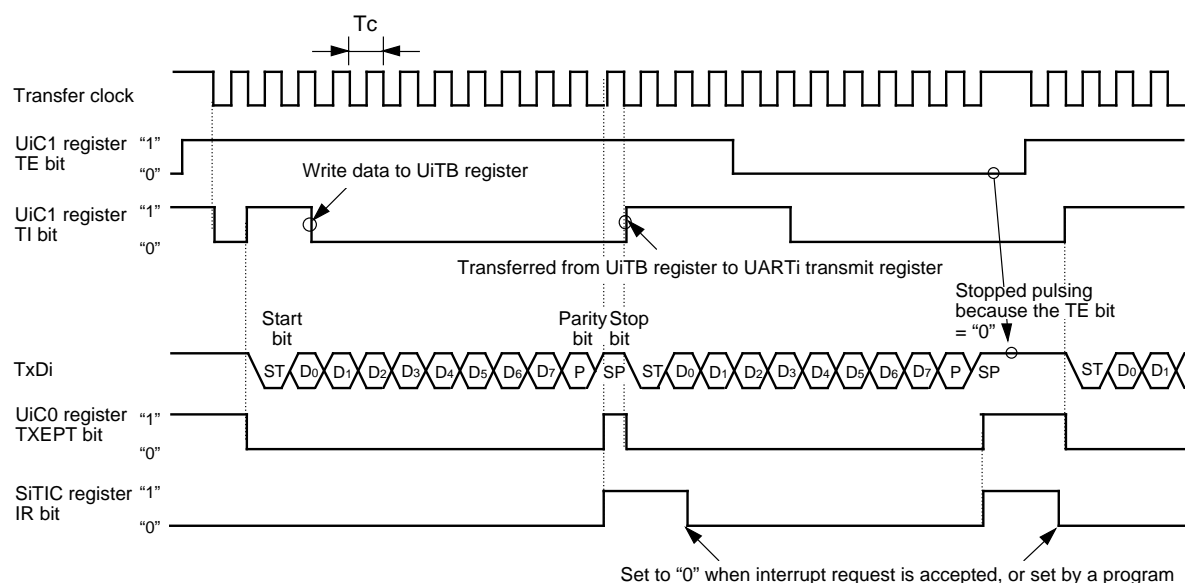 Tc
Transfer clock
UiC1 register “1”
TE bit
“0”
Write data to UiTB register
UiC1 register “1”
TI bit
“0”
Transferred from UiTB register to UARTi transmit register
Stopped pulsing
because the TE bit
= “0”
Start
bit
Parity Stop
bit bit
TxDi
ST D0 D1 D2 D3 D4 D5 D6 D7 P SP ST D0 D1 D2 D3 D4 D5 D6 D7 P SP ST D0 D1
UiC0 register “1”
TXEPT bit
“0”
SiTIC register “1”
IR bit
“0”
Set to “0” when interrupt request is accepted, or set by a program